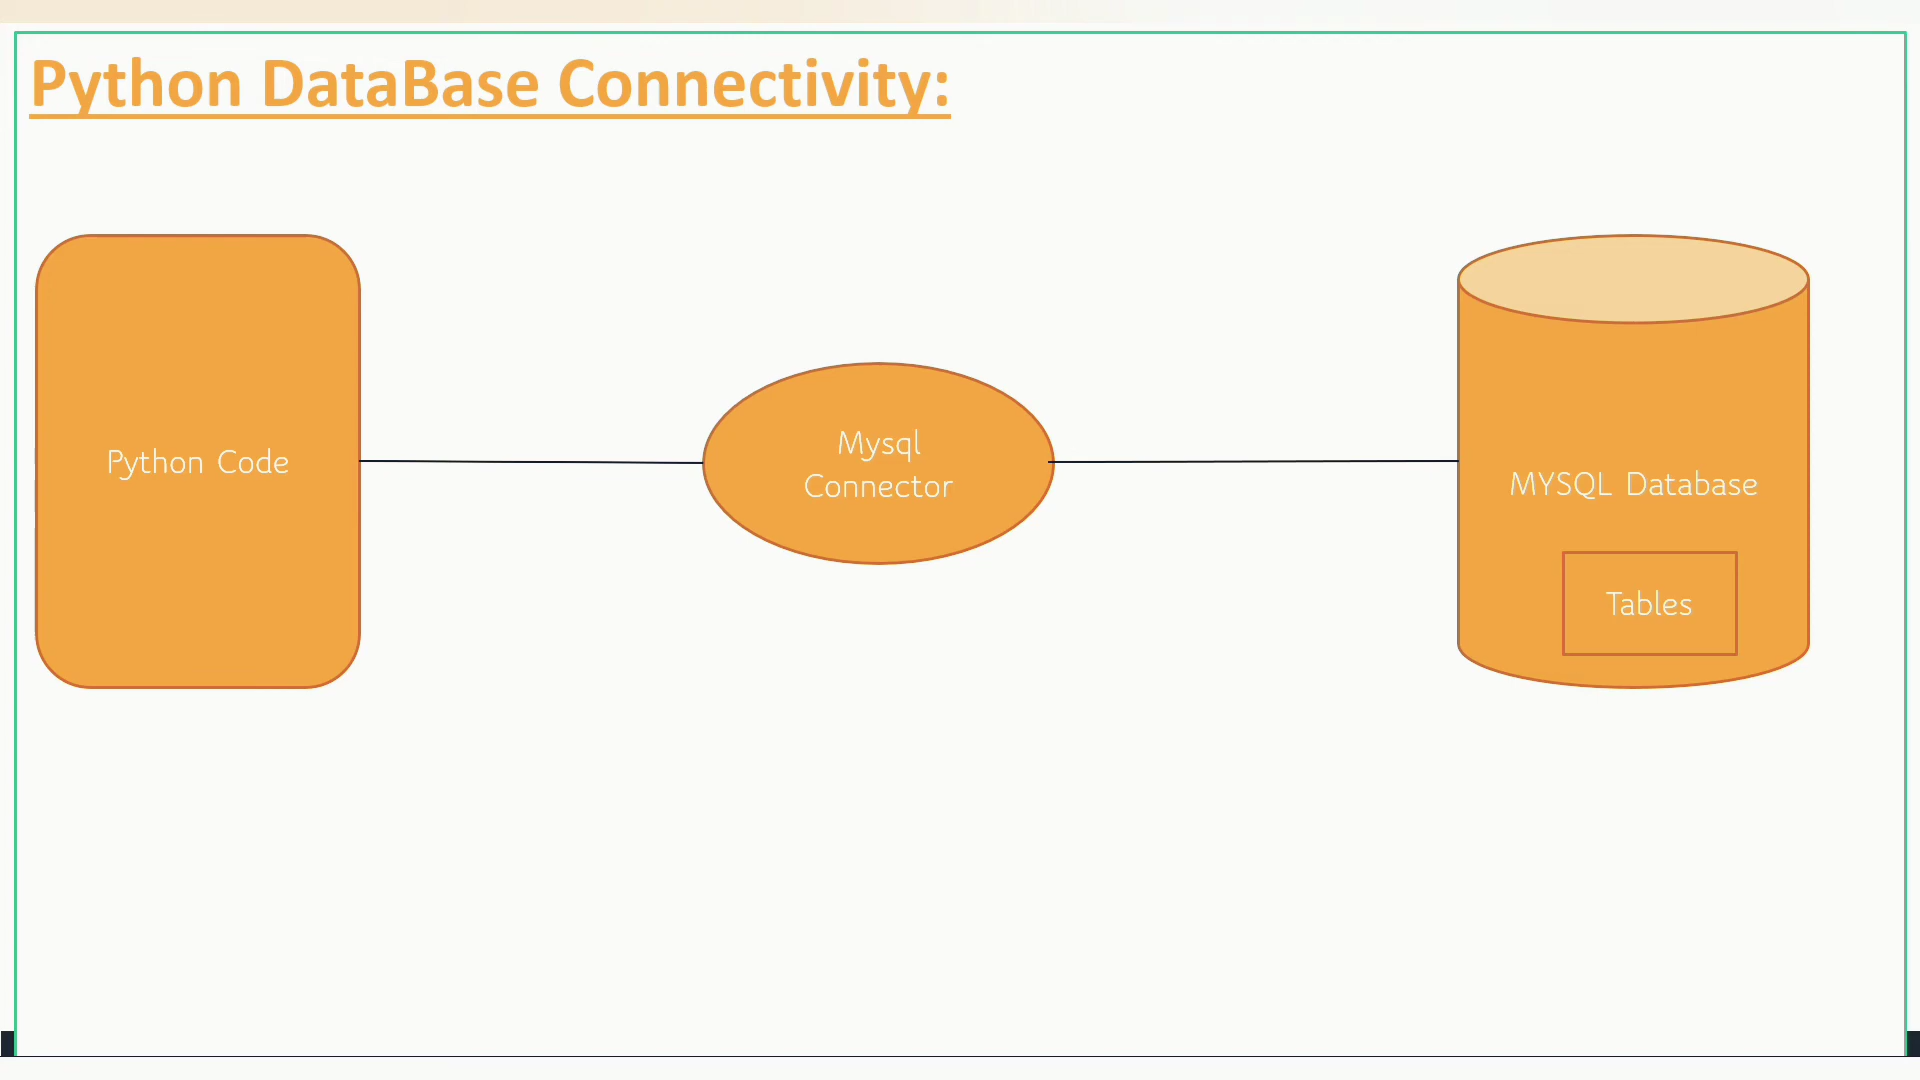 Python DataBase Connectivity:
Python Code
Mysql
Connector
MYSQL Database
Tables